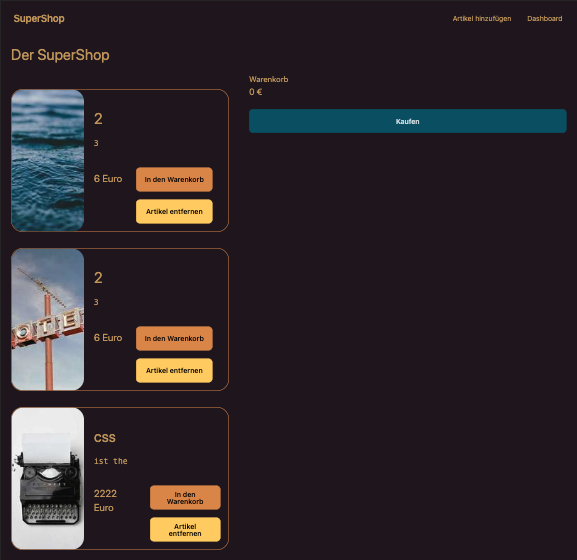 SuperShop
Artikel hinzufügen
Dashboard
Der SuperShop
Warenkorb
0 €
Kaufen
2
3
6 Euro
In den Warenkorb
Artikel entfernen
2
3
6 Euro
In den Warenkorb
Artikel entfernen
OTE
CSS
ist the
2222
Euro
In den
Warenkorb
Artikel
entfernen